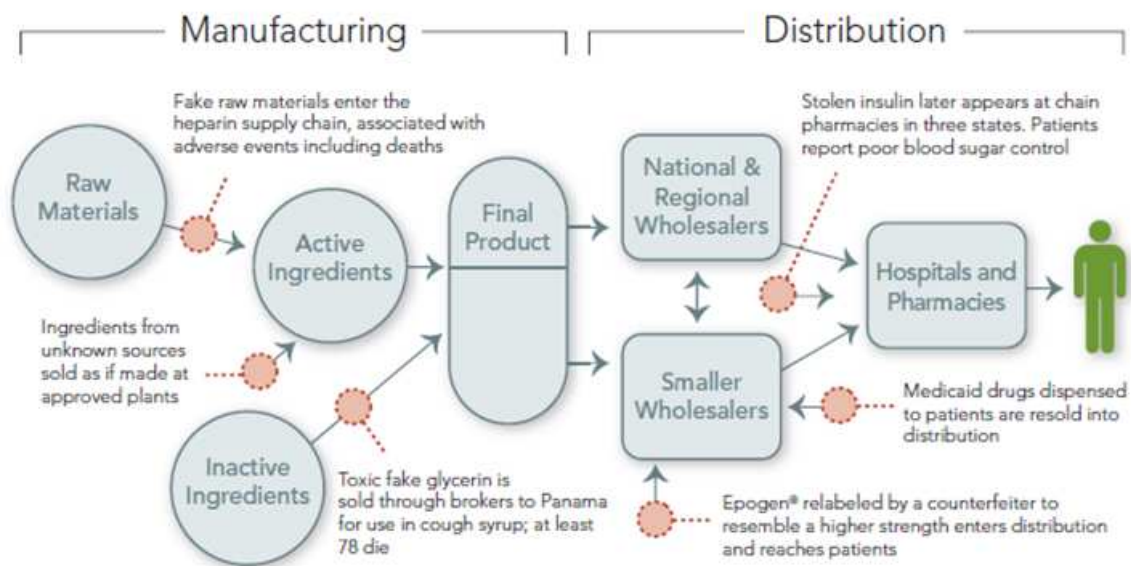 Manufacturing
Distribution
Fake raw materials enter the
heparin supply chain, associated with
adverse events including deaths
Stolen insulin later appears at chain
pharmacies in three states. Patients
report poor blood sugar control
Raw
Materials
Active
Ingredients
Final
Product
National &
Regional
Wholesalers
Hospitals and
Pharmacies
Ingredients from
unknown sources
sold as if made at
approved plants
Smaller
Wholesalers
Medicaid drugs dispensed
to patients are resold into
distribution
Inactive
Ingredients
Toxic fake glycerin is
sold through brokers to Panama
for use in cough syrup; at least
78 die
Epogen® relabeled by a counterfeiter to
resemble a higher strength enters distribution
and reaches patients